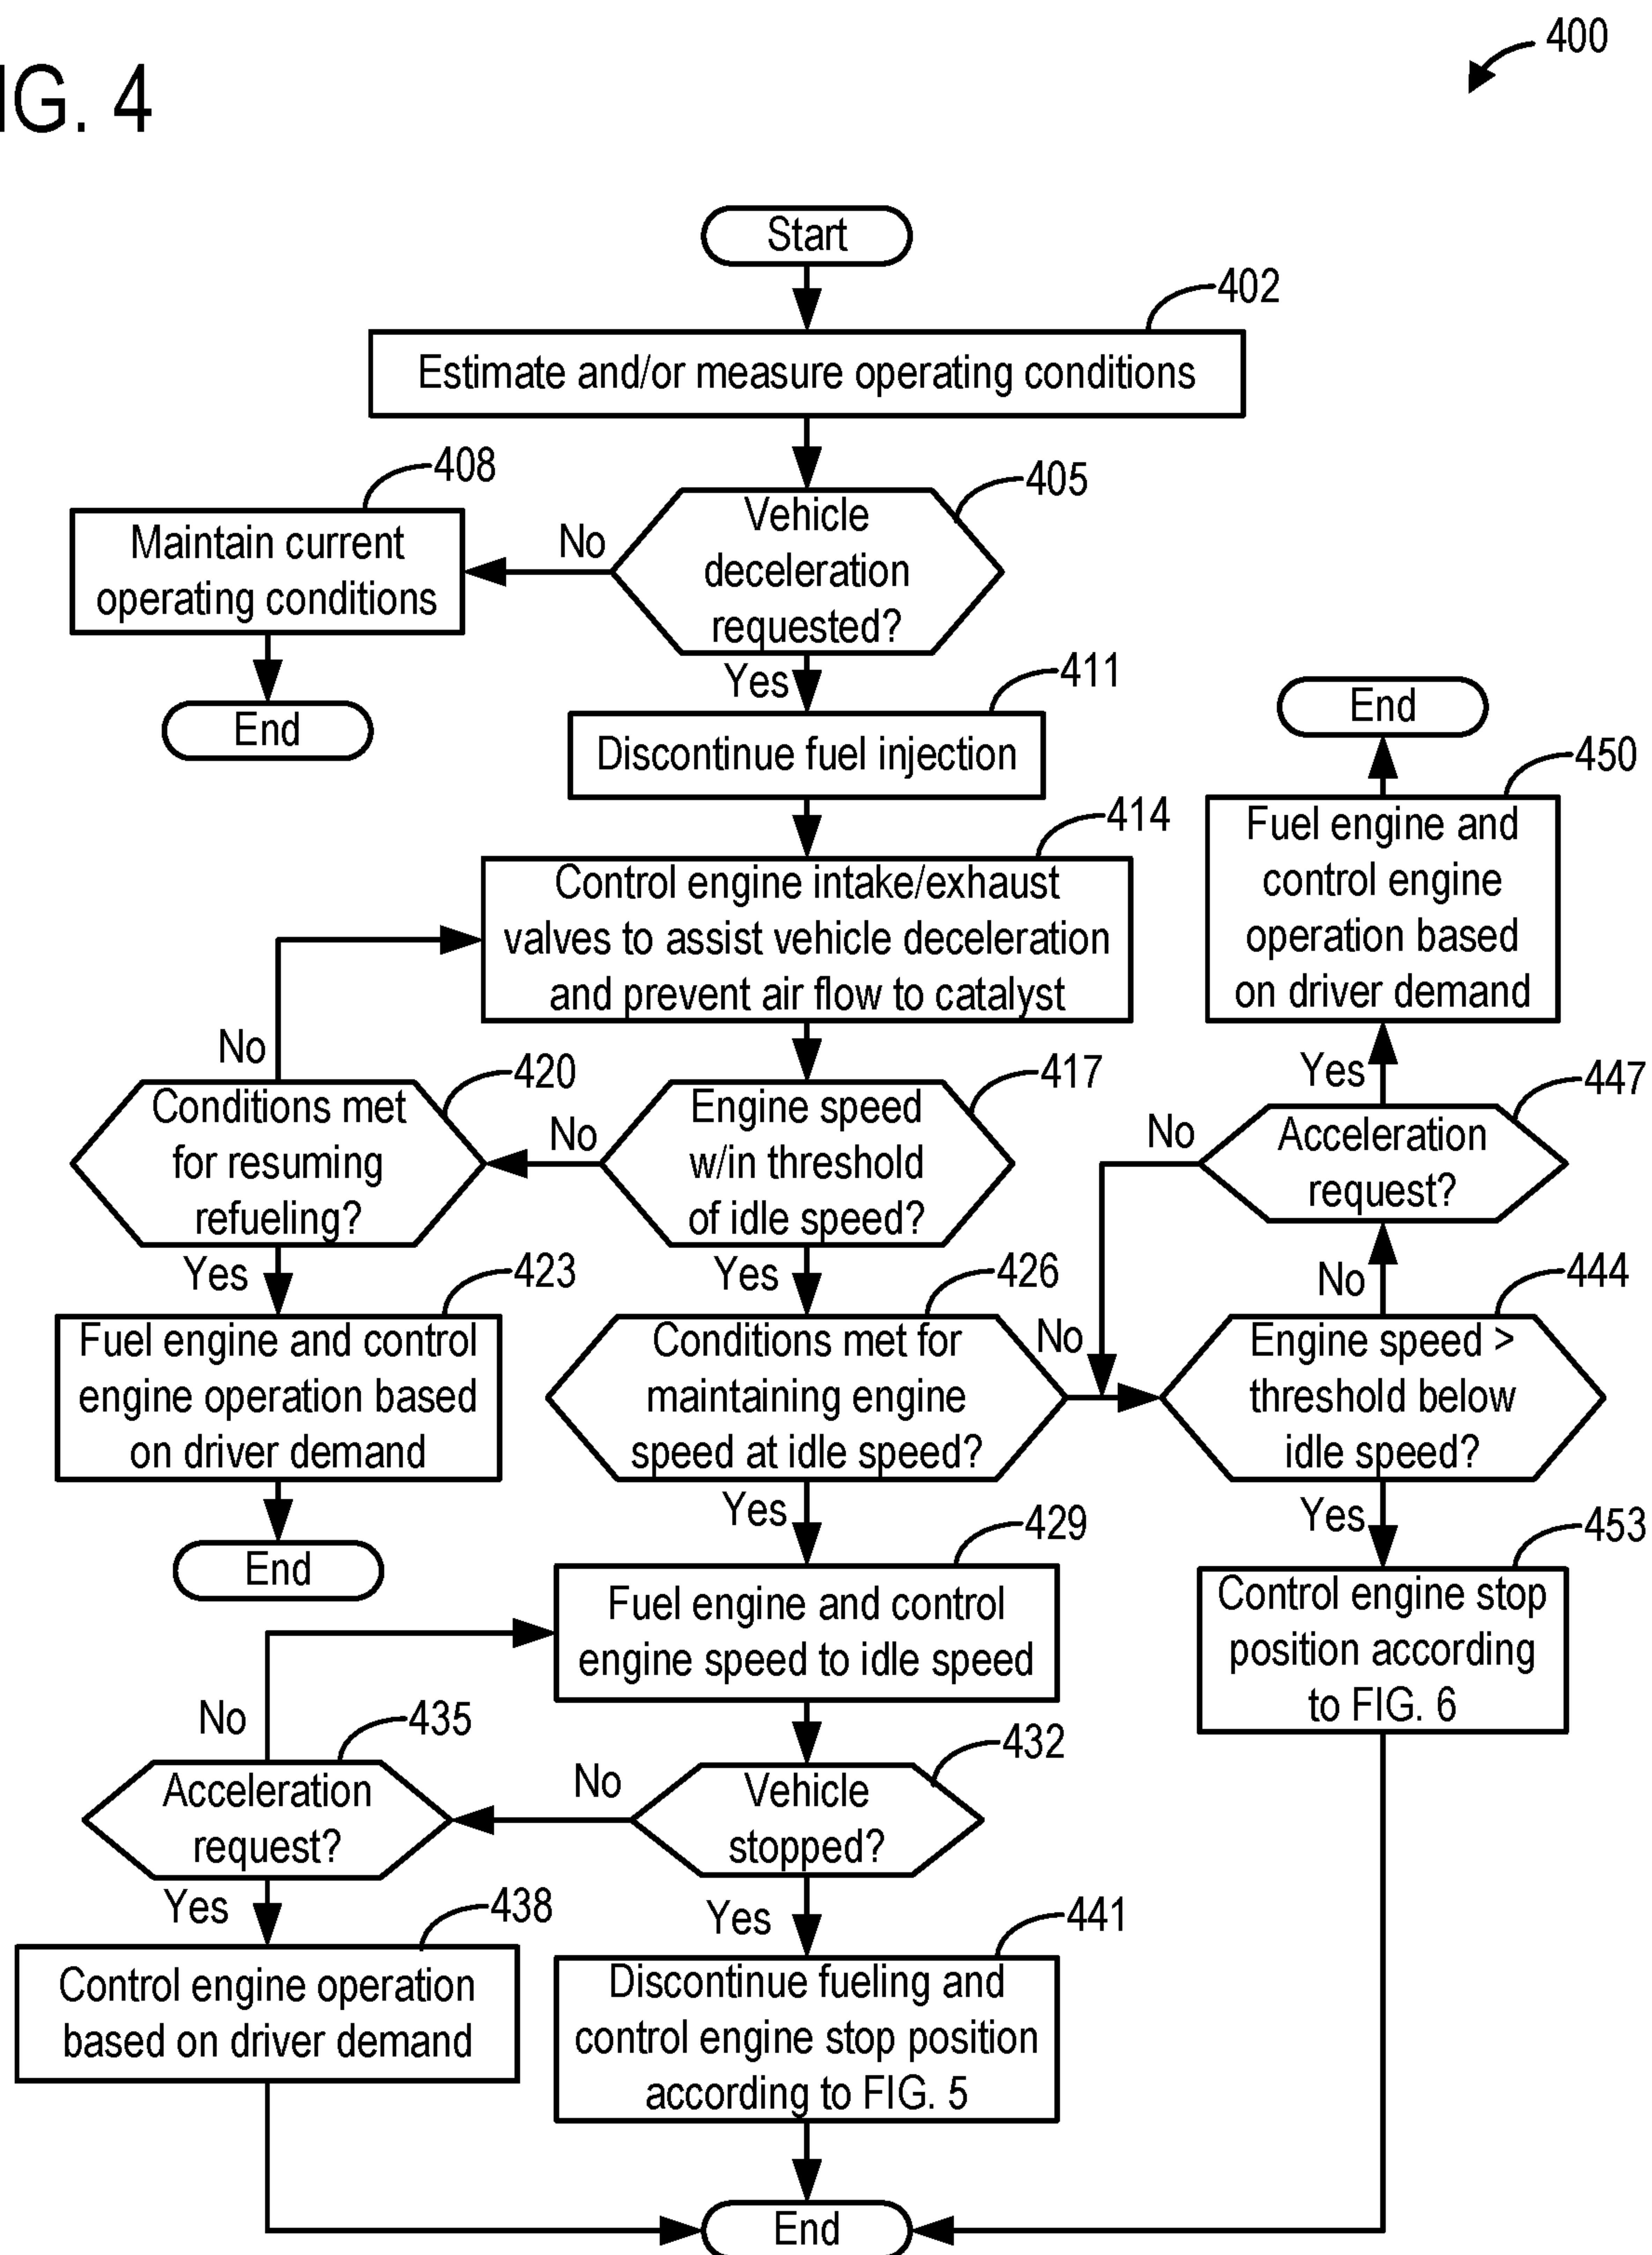 IG. 4
400
Start
402
Estimate and/or measure operating conditions
408
405
Maintain current
operating conditions
No
Vehicle
deceleration
requested?
Yes
End
411
Discontinue fuel injection
End
450
Fuel engine and
control engine
operation based
on driver demand
414
Control engine intake/exhaust
valves to assist vehicle deceleration
and prevent air flow to catalyst
No
420
Conditions met
for resuming
refueling?
No
417
Engine speed
w/in threshold
of idle speed?
Yes
447
No
Acceleration
request?
Yes
423
Fuel engine and control
engine operation based
on driver demand
End
Yes
426
Conditions met for
maintaining engine
speed at idle speed?
No
No
444
Engine speed >
threshold below
idle speed?
Yes
429
Fuel engine and control
engine speed to idle speed
Yes
453
Control engine stop
position according
to FIG. 6
No
435
Acceleration
request?
No
432
Vehicle
stopped?
Yes
438
Control engine operation
based on driver demand
Yes
441
Discontinue fueling and
control engine stop position
according to FIG. 5
End